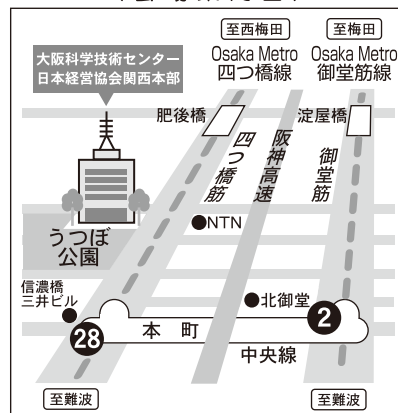 至西梅田
至梅田
大阪科学技術センター
日本経営協会関西本部
Osaka Metro
四つ橋線
Osaka Metro
御堂筋線
肥後橋
淀屋橋
四つ橋筋
阪神高速
御堂筋
うつぼ
公園
●NTN
信濃橋
三井ビル
●北御堂
2
28
本町
中央線
至難波
至難波